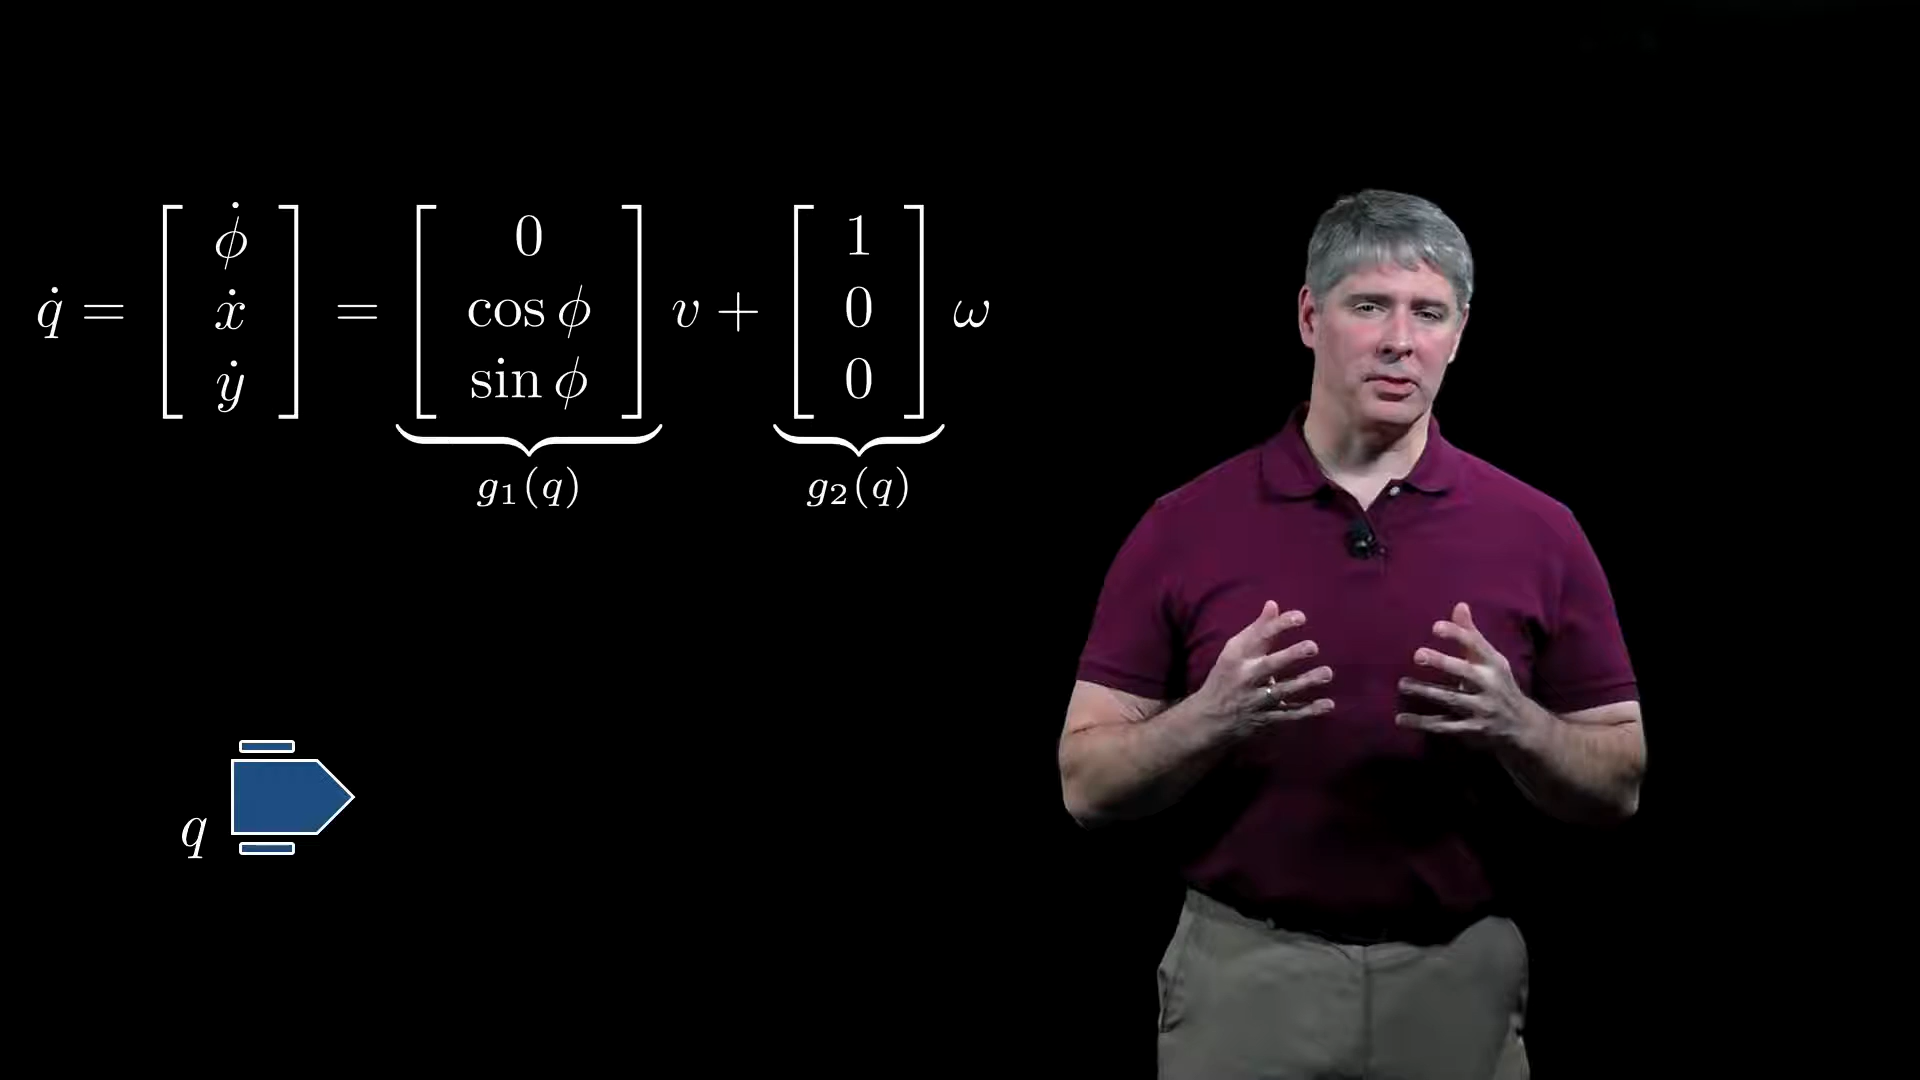 q̇ = [ φ̇ ẋ ẏ ] = [ 0 cos φ sin φ ] v + [ 1 0 0 ] ω
g₁(q) g₂(q)
q